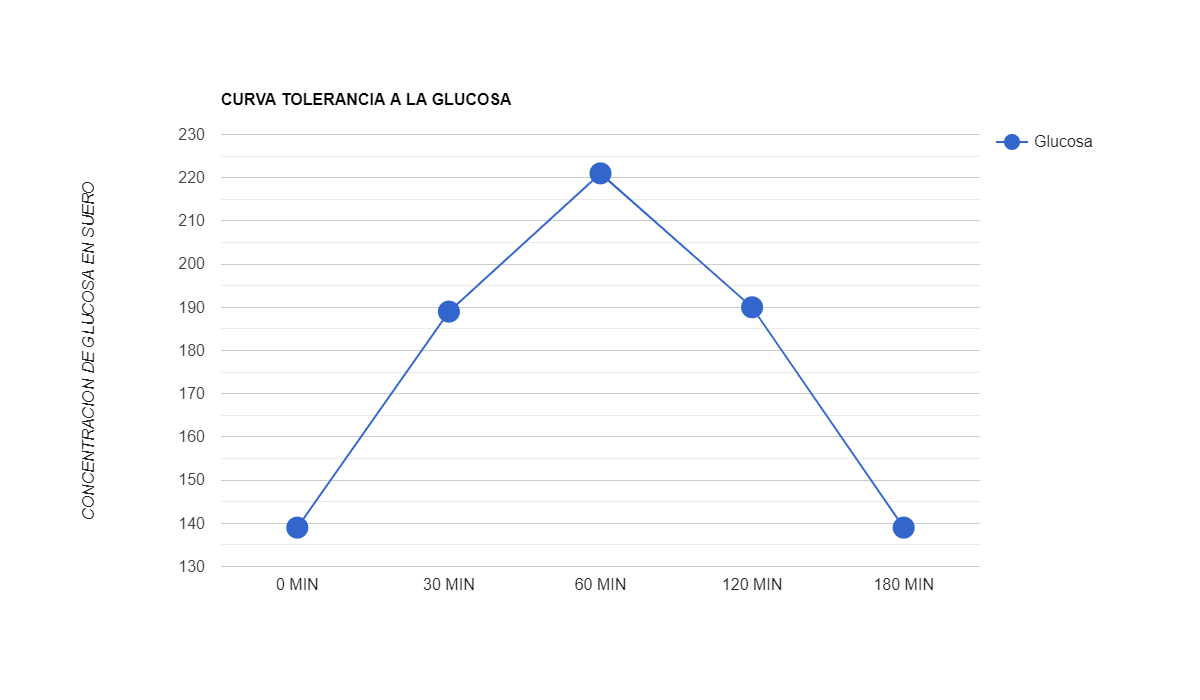 CURVA TOLERANCIA A LA GLUCOSA
Glucosa
CONCENTRACION DE GLUCOSA EN SUERO
230
220
210
200
190
180
170
160
150
140
130
0 MIN
30 MIN
60 MIN
120 MIN
180 MIN